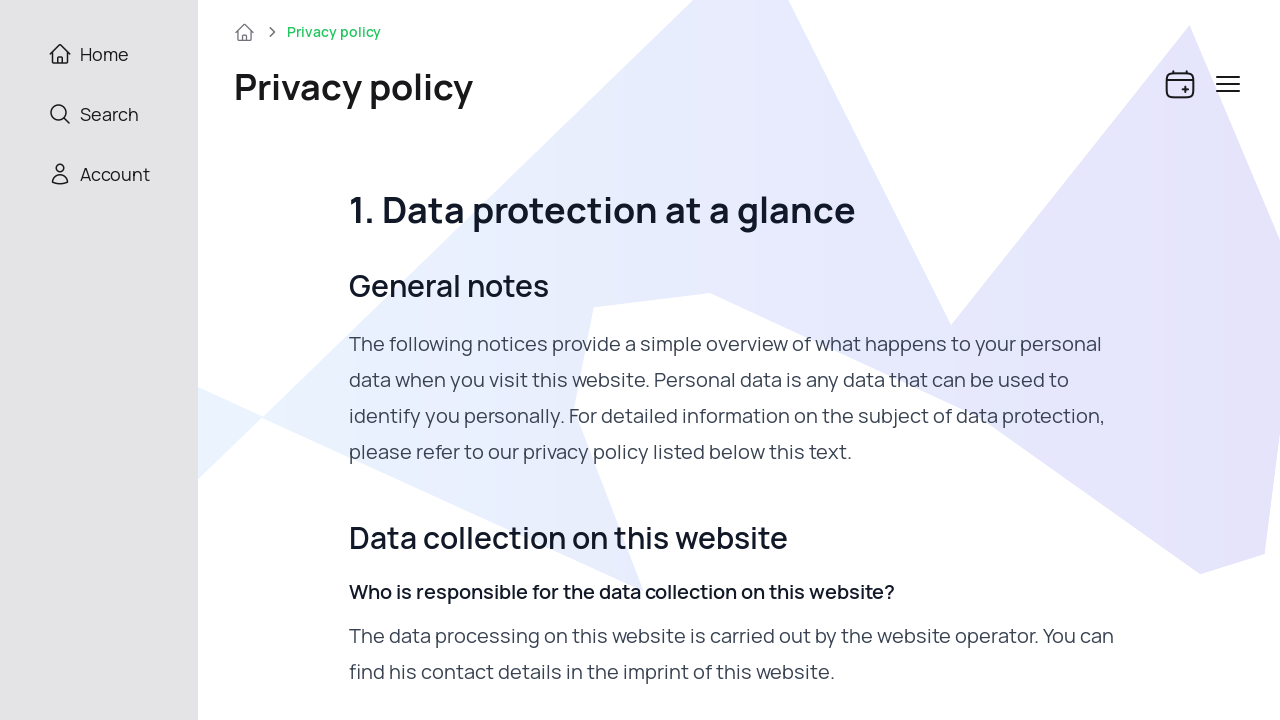 Home
Search
Account
Privacy policy
Privacy policy
1. Data protection at a glance
General notes
The following notices provide a simple overview of what happens to your personal
data when you visit this website. Personal data is any data that can be used to
identify you personally. For detailed information on the subject of data protection,
please refer to our privacy policy listed below this text.
Data collection on this website
Who is responsible for the data collection on this website?
The data processing on this website is carried out by the website operator. You can
find his contact details in the imprint of this website.